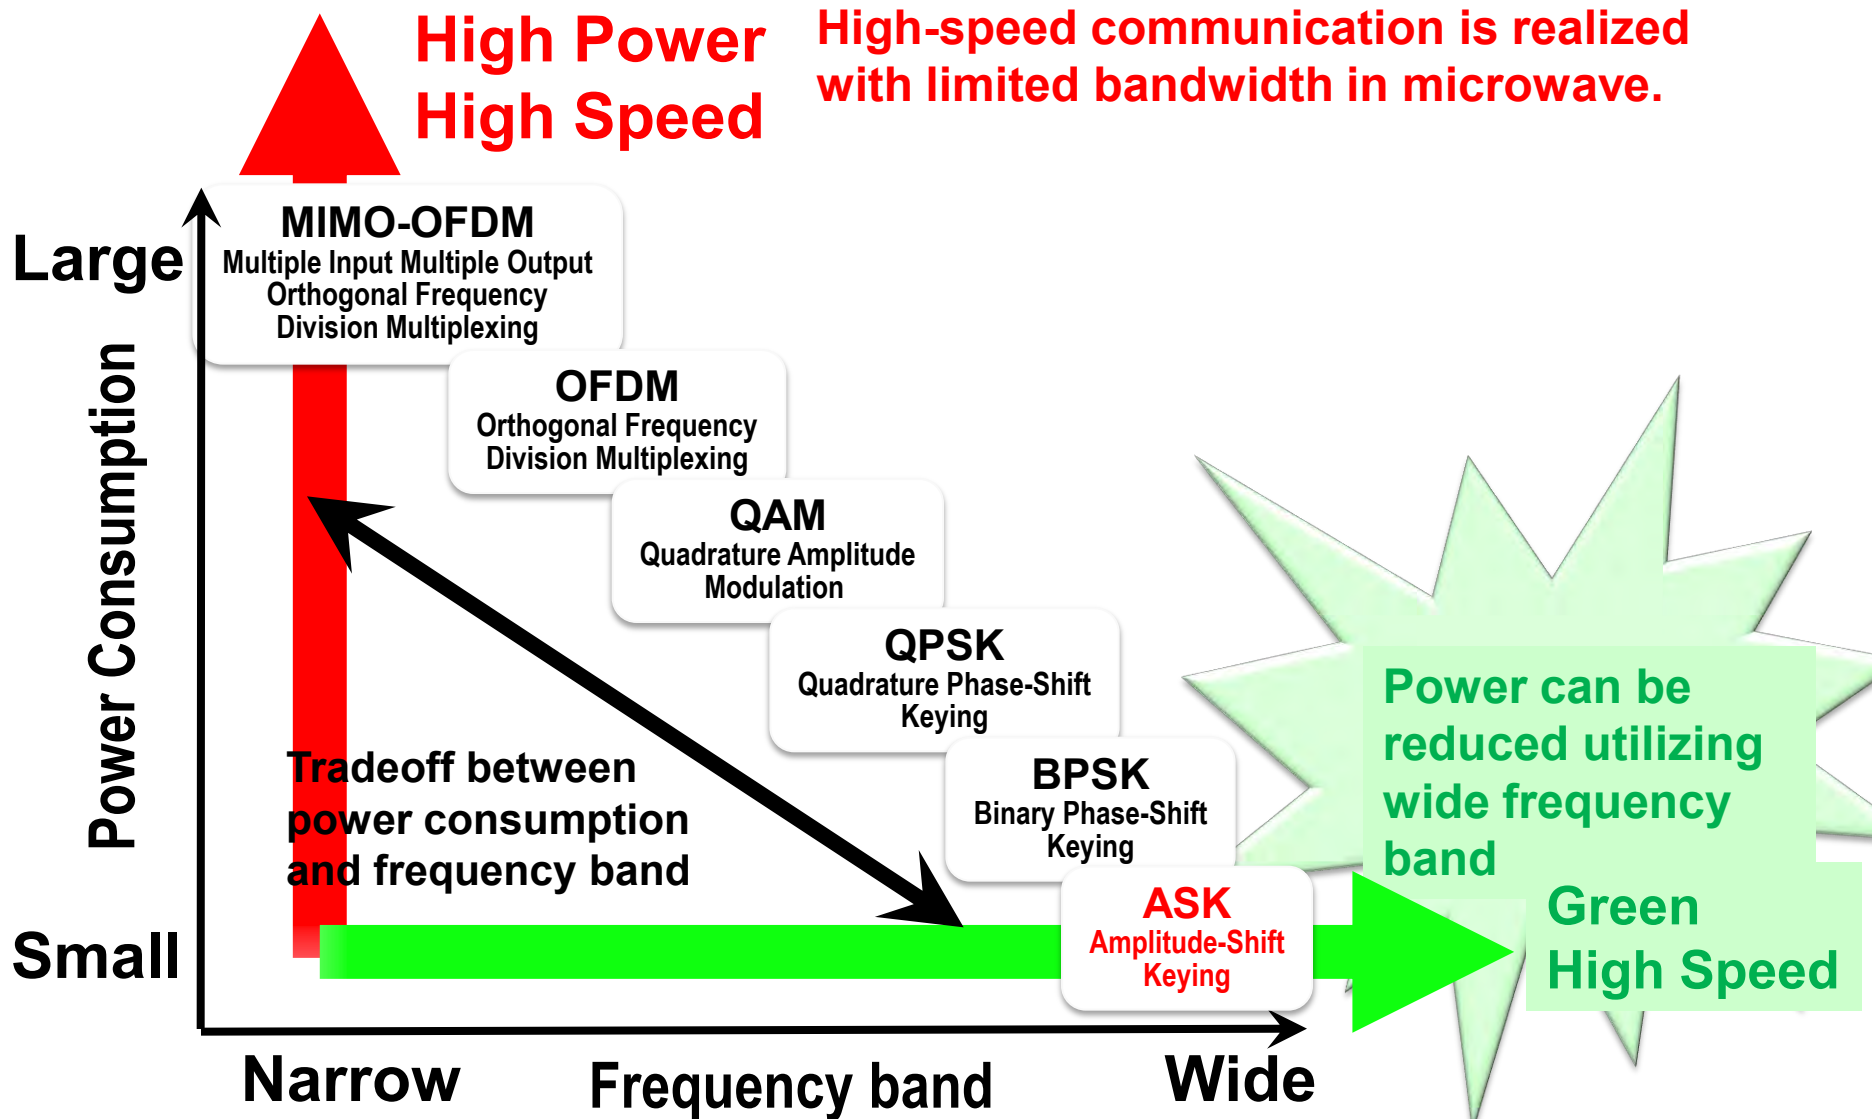 High Power
High Speed
High-speed communication is realized
with limited bandwidth in microwave.
Large
Power Consumption
Small
MIMO-OFDM
Multiple Input Multiple Output
Orthogonal Frequency
Division Multiplexing
OFDM
Orthogonal Frequency
Division Multiplexing
QAM
Quadrature Amplitude
Modulation
QPSK
Quadrature Phase-Shift
Keying
BPSK
Binary Phase-Shift
Keying
ASK
Amplitude-Shift
Keying
Tradeoff between
power consumption
and frequency band
Power can be
reduced utilizing
wide frequency
band
Green
High Speed
Narrow
Frequency band
Wide